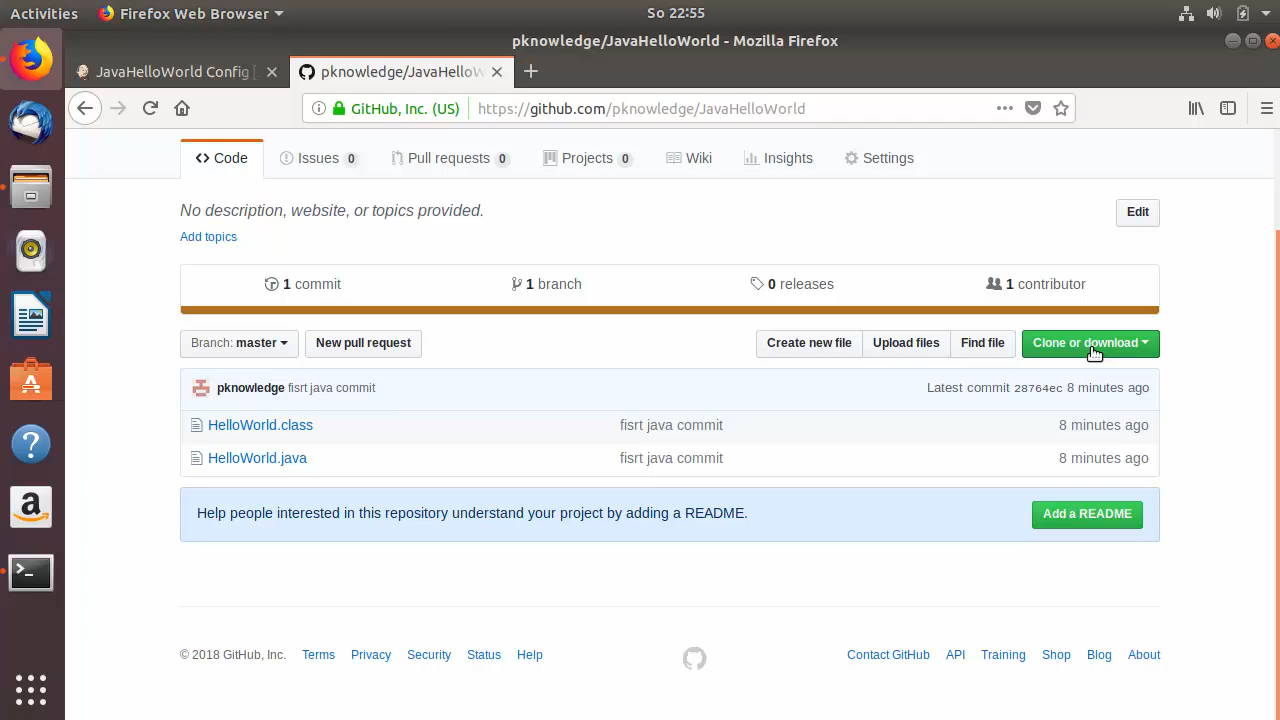 Activities Firefox Web Browser So 22:55
pknowledge/JavaHelloWorld - Mozilla Firefox
JavaHelloWorld Config [ pknowledge/JavaHelloW
GitHub, Inc. (US) https://github.com/pknowledge/JavaHelloWorld
Code Issues 0 Pull requests 0 Projects 0 Wiki Insights Settings
No description, website, or topics provided. Edit
Add topics
1 commit 1 branch 0 releases 1 contributor
Branch: master New pull request Create new file Upload files Find file Clone or download
pknowledge fisrt java commit Latest commit 28764ec 8 minutes ago
HelloWorld.class fisrt java commit 8 minutes ago
HelloWorld.java fisrt java commit 8 minutes ago
Help people interested in this repository understand your project by adding a README. Add a README
© 2018 GitHub, Inc. Terms Privacy Security Status Help Contact GitHub API Training Shop Blog About